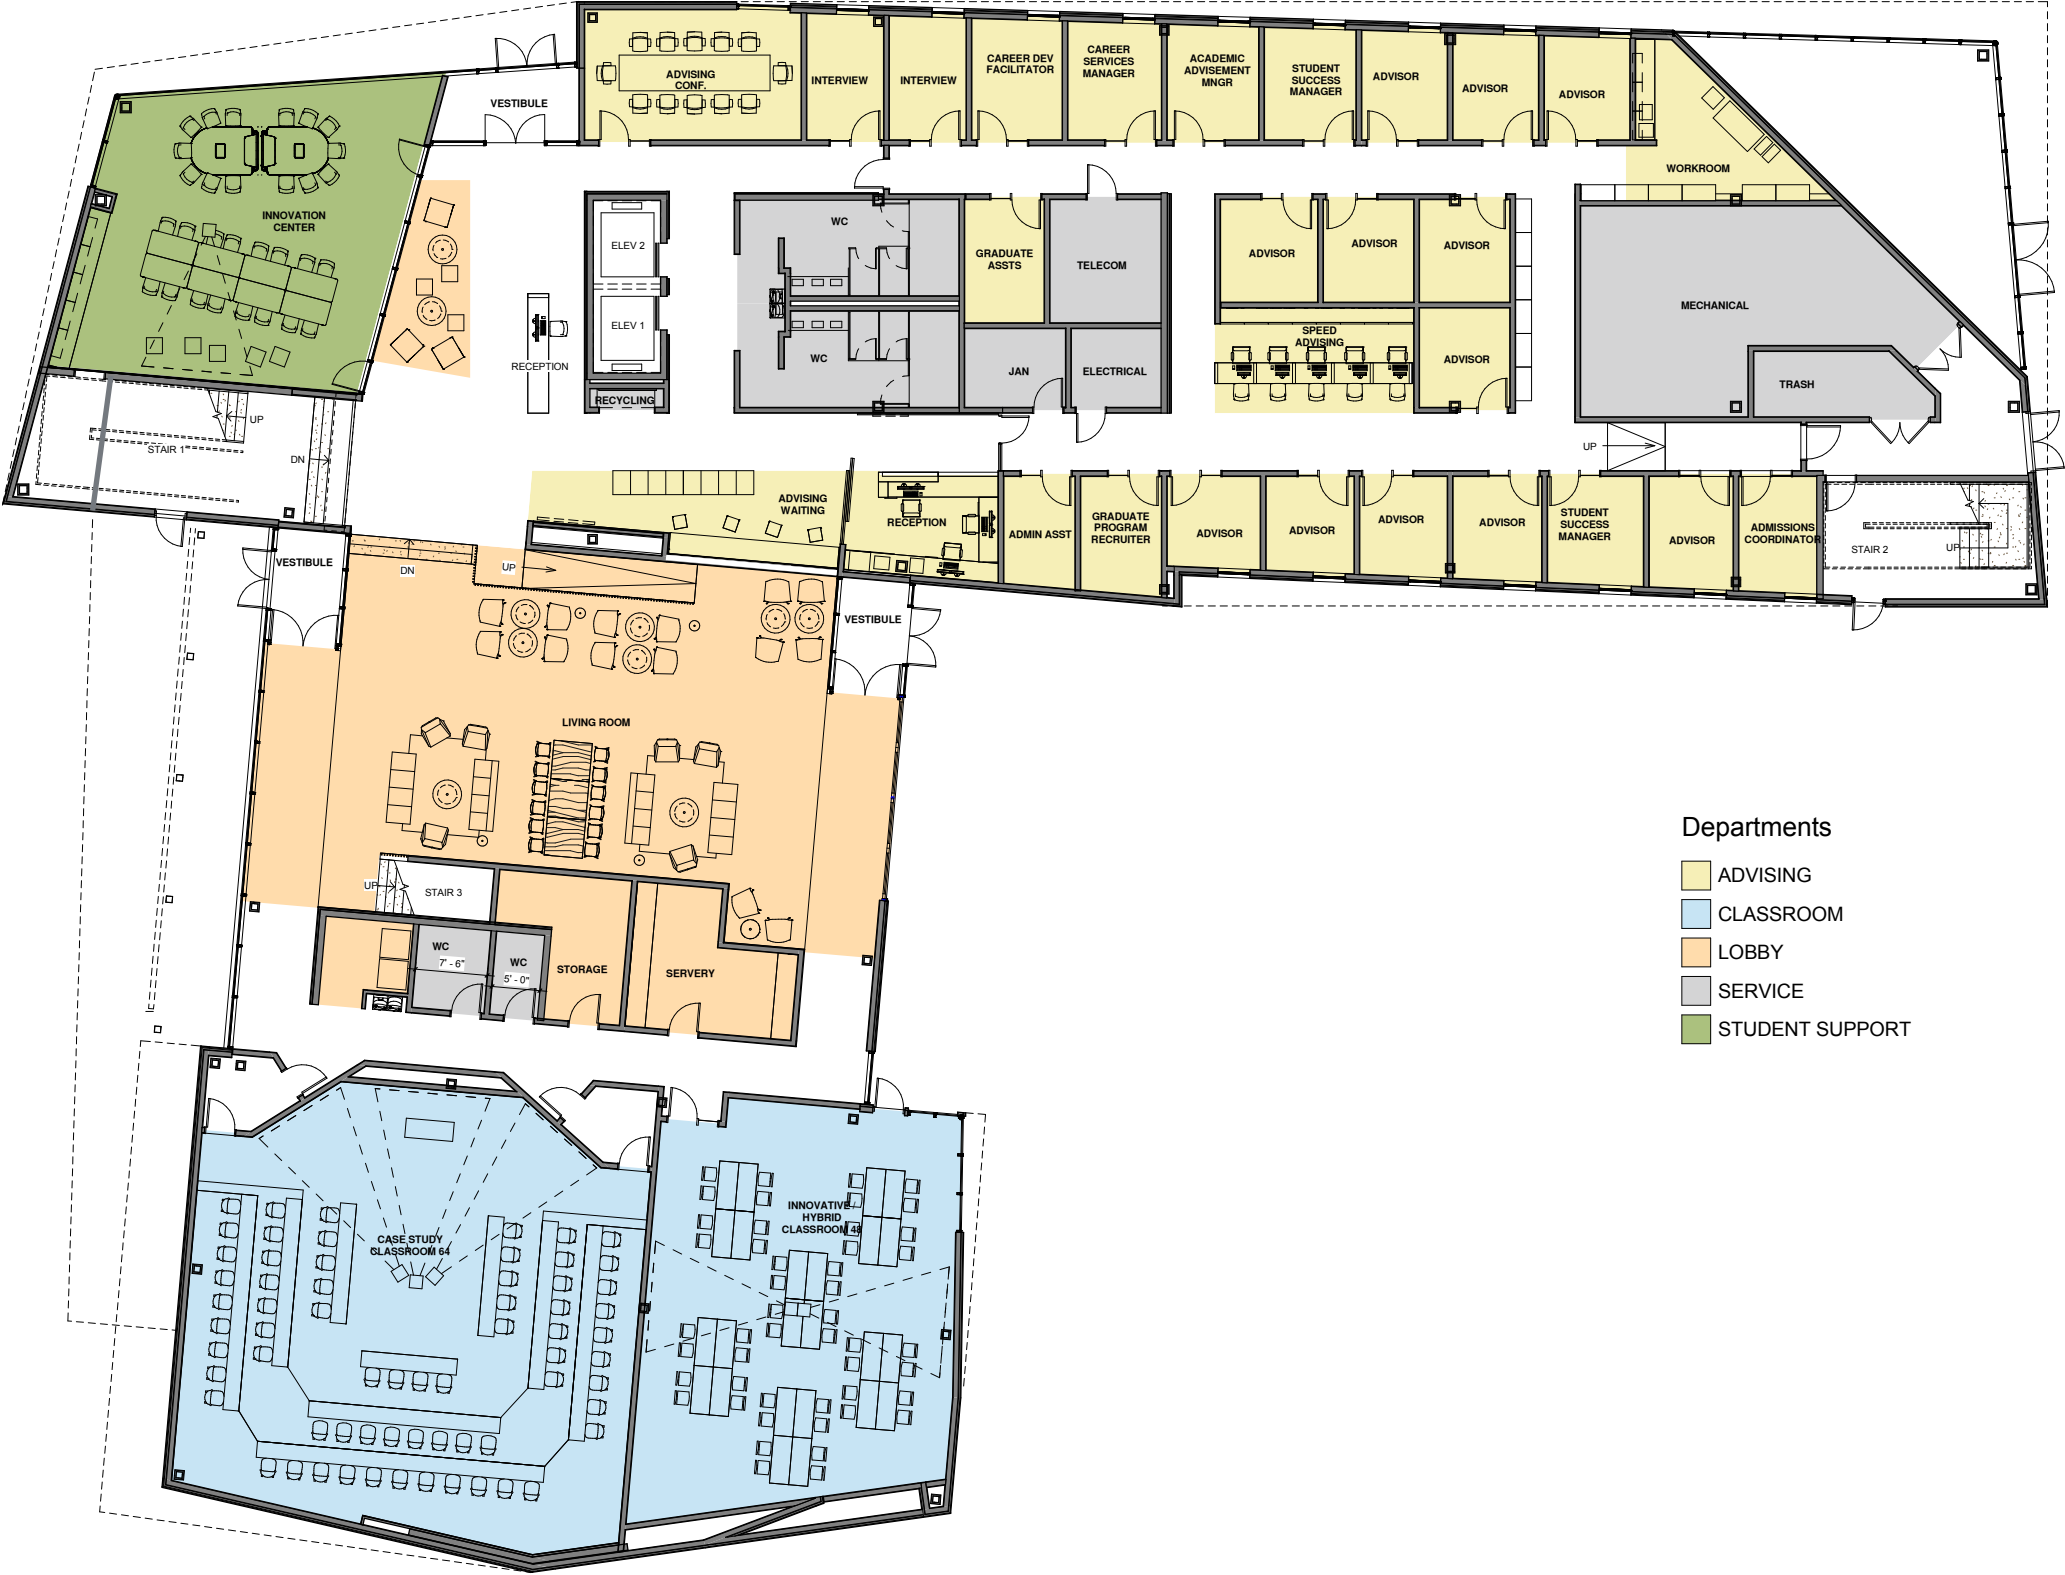 ADVISING
CONF.
INTERVIEW
INTERVIEW
CAREER DEV
FACILITATOR
CAREER
SERVICES
MANAGER
ACADEMIC
ADVISEMENT
MNGR
STUDENT
SUCCESS
MANAGER
ADVISOR
ADVISOR
ADVISOR
VESTIBULE
WORKROOM
INNOVATION
CENTER
ELEV 2
ELEV 1
RECEPTION
RECYCLING
WC
WC
GRADUATE
ASSTS
TELECOM
JAN
ELECTRICAL
ADVISOR
ADVISOR
ADVISOR
SPEED
ADVISING
ADVISOR
MECHANICAL
TRASH
UP
STAIR 1
DN
UP
ADVISING
WAITING
RECEPTION
ADMIN ASST
GRADUATE
PROGRAM
RECRUITER
ADVISOR
ADVISOR
ADVISOR
ADVISOR
STUDENT
SUCCESS
MANAGER
ADVISOR
ADMISSIONS
COORDINATOR
STAIR 2
UP
VESTIBULE
DN
UP
VESTIBULE
LIVING ROOM
UP
STAIR 3
WC
7' - 6"
WC
5' - 0"
STORAGE
SERVERY
CASE STUDY
CLASSROOM 64
INNOVATIVE /
HYBRID
CLASSROOM 48
Departments
ADVISING
CLASSROOM
LOBBY
SERVICE
STUDENT SUPPORT